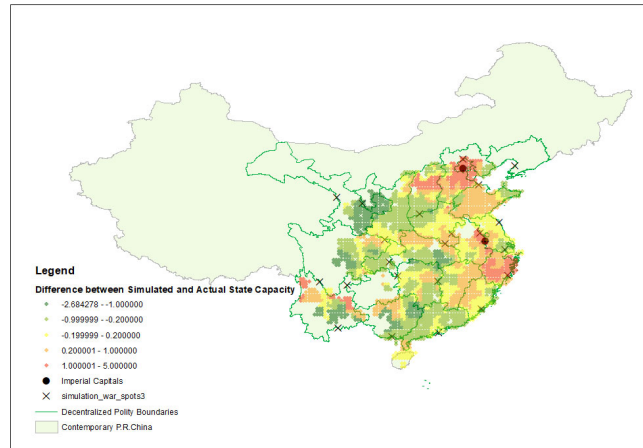 Legend
Difference between Simulated and Actual State Capacity
-2.684278 - -1.000000
-0.999999 - -0.200000
-0.199999 - 0.200000
0.200001 - 1.000000
1.000001 - 5.000000
Imperial Capitals
simulation_war_spots3
Decentralized Polity Boundaries
Contemporary P.R.China